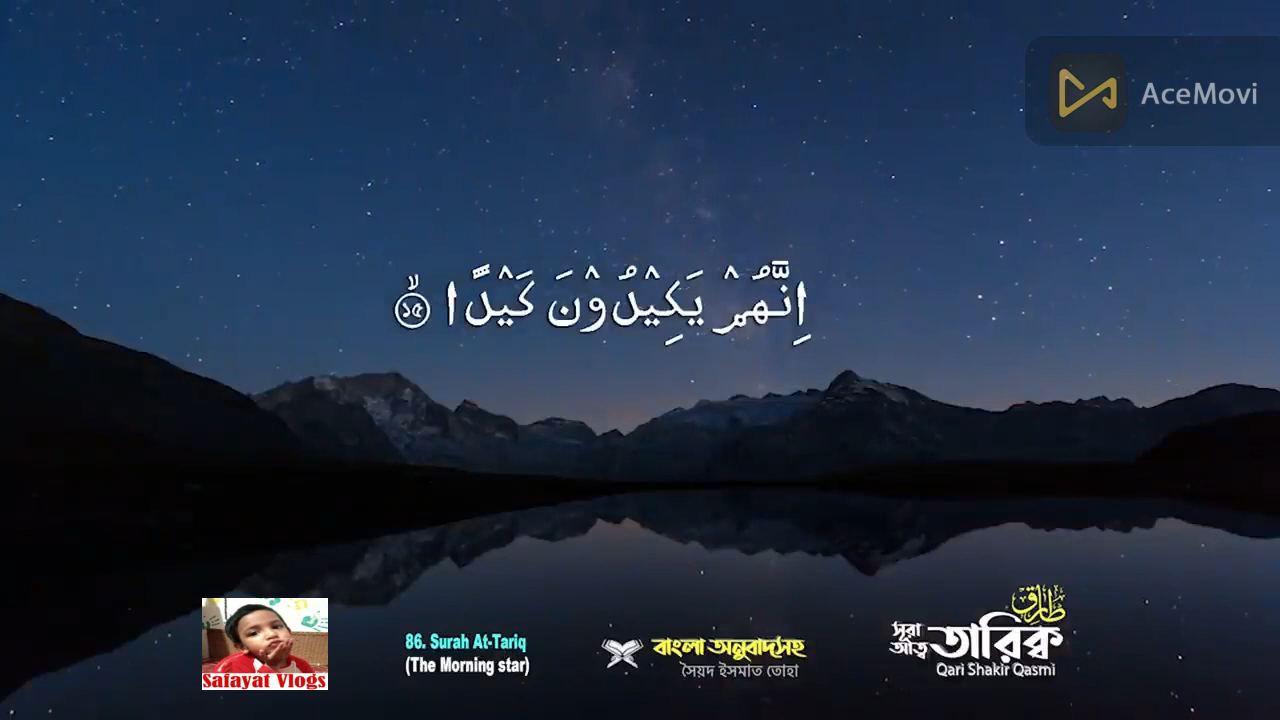 AceMovi
اِنَّهُمۡ يَكِيۡدُوۡنَ كَيۡدًا ۙ‏ ١٥
Safayat Vlogs
86. Surah At-Tariq
(The Morning star)
বাংলা অনুবাদসহ
সৈয়দ ইসমাত তোহা
طارق
সূরা
আত্ব
তারিক্ব
Qari Shakir Qasmi